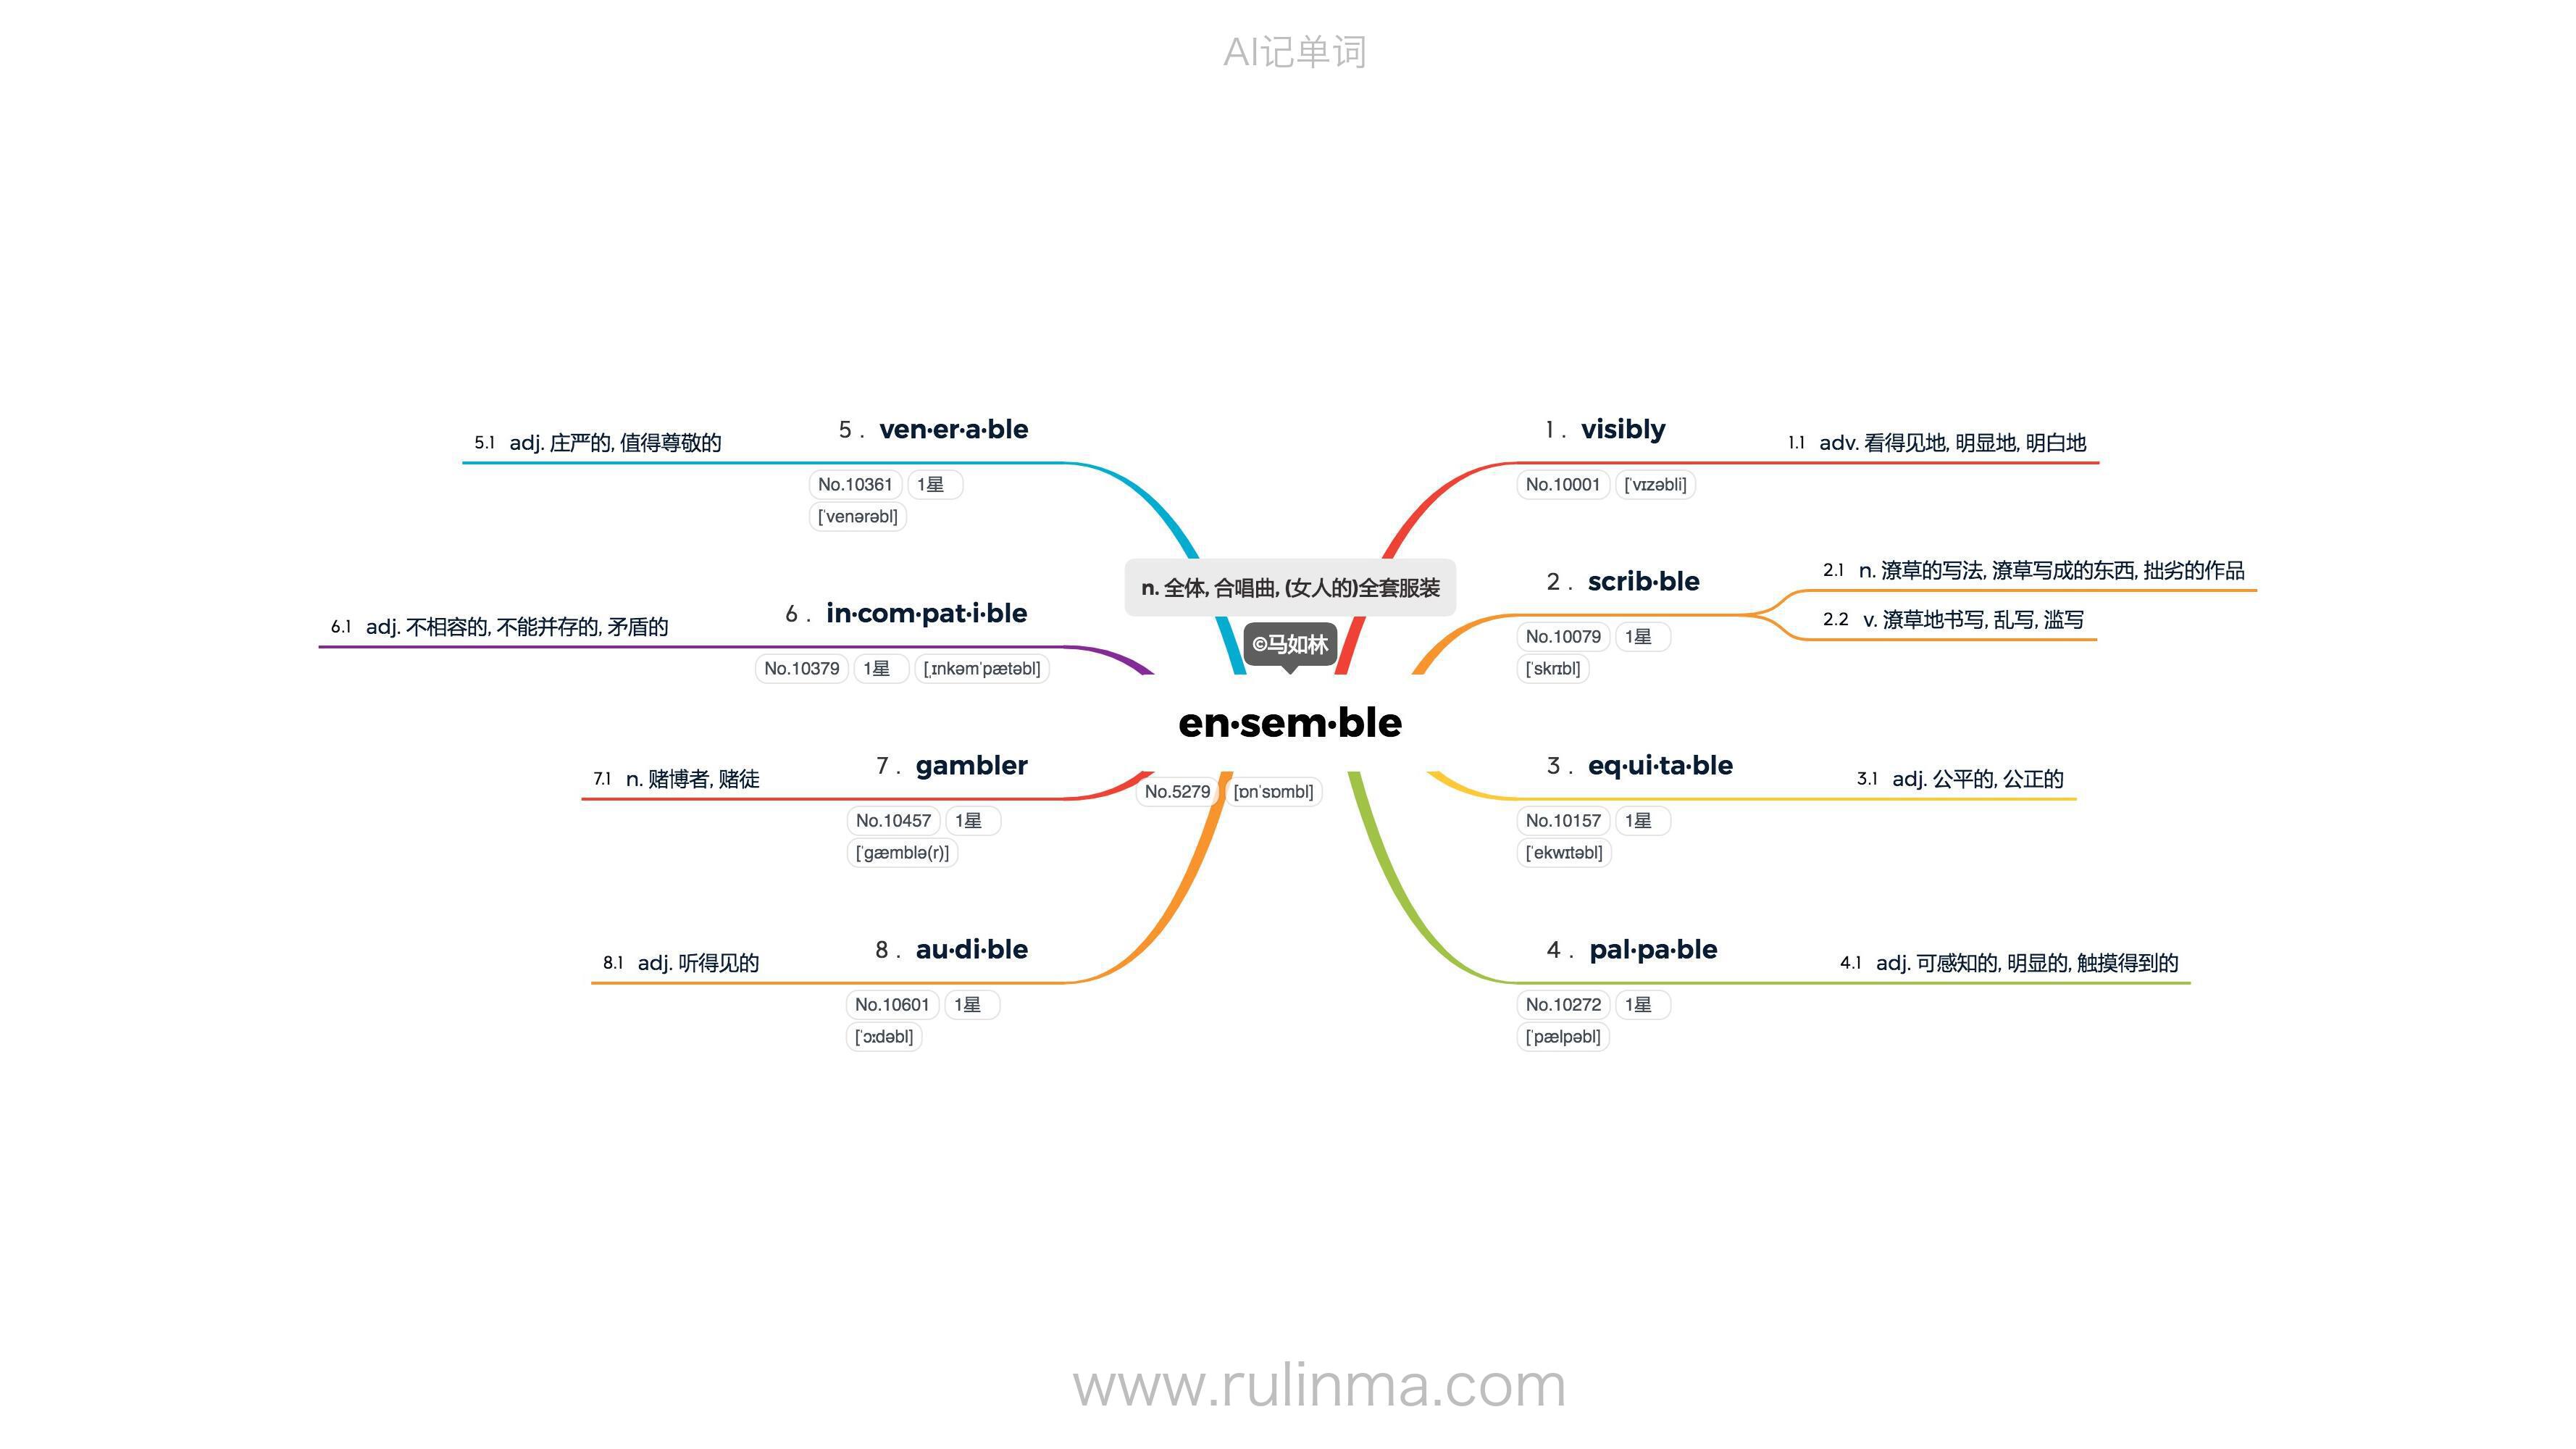 AI记单词
n. 全体, 合唱曲, (女人的)全套服装
©马如林
en·sem·ble
No.5279 [ɒnˈsɒmbl]
1. visibly
No.10001 [ˈvɪzəbli]
1.1 adv. 看得见地, 明显地, 明白地
2. scrib·ble
No.10079 1星
[ˈskrɪbl]
2.1 n. 潦草的写法, 潦草写成的东西, 拙劣的作品
2.2 v. 潦草地书写, 乱写, 滥写
3. eq·ui·ta·ble
No.10157 1星
[ˈekwɪtəbl]
3.1 adj. 公平的, 公正的
4. pal·pa·ble
No.10272 1星
[ˈpælpəbl]
4.1 adj. 可感知的, 明显的, 触摸得到的
5. ven·er·a·ble
No.10361 1星
[ˈvenərəbl]
5.1 adj. 庄严的, 值得尊敬的
6. in·com·pat·i·ble
No.10379 1星 [ˌɪnkəmˈpætəbl]
6.1 adj. 不相容的, 不能并存的, 矛盾的
7. gambler
No.10457 1星
[ˈɡæmblə(r)]
7.1 n. 赌博者, 赌徒
8. au·di·ble
No.10601 1星
[ˈɔːdəbl]
8.1 adj. 听得见的
www.rulinma.com